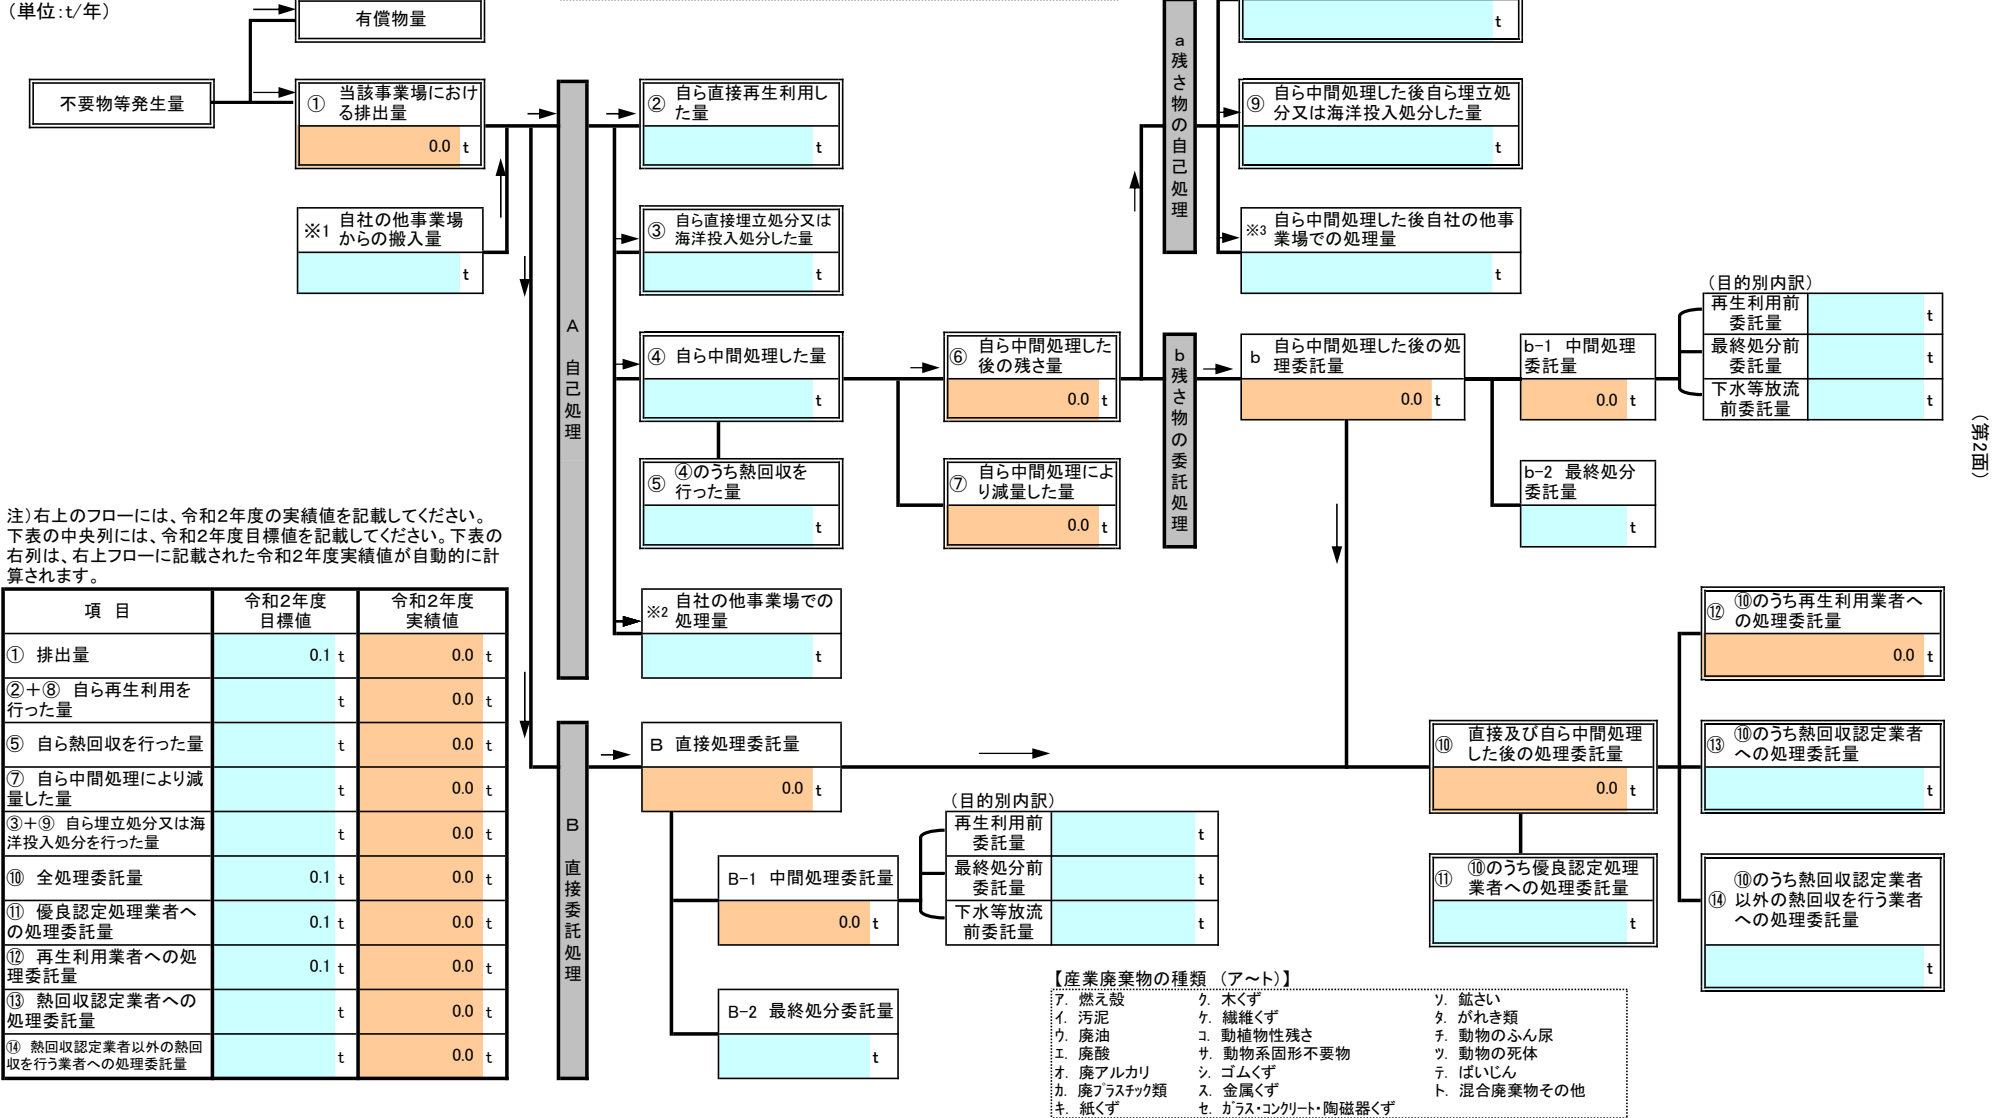 （単位：t/年）
有償物量
不要物等発生量
① 当該事業場におけ
る排出量
0.0 t
※1 自社の他事業場
からの搬入量
t
A 自己処理
② 自ら直接再生利用し
た量
t
③ 自ら直接埋立処分又は
海洋投入処分した量
t
④ 自ら中間処理した量
t
⑤ ④のうち熱回収を
行った量
t
※2 自社の他事業場での
処理量
t
⑥ 自ら中間処理した
後の残さ量
0.0 t
⑦ 自ら中間処理によ
り減量した量
0.0 t
a 残さ物の自己処理
t
⑨ 自ら中間処理した後自ら埋立処
分又は海洋投入処分した量
t
※3 自ら中間処理した後自社の他事
業場での処理量
t
b 残さ物の委託処理
b 自ら中間処理した後の処
理委託量
0.0 t
b-1 中間処理
委託量
0.0 t
（目的別内訳）
再生利用前
委託量
t
最終処分前
委託量
t
下水等放流
前委託量
t
b-2 最終処分
委託量
t
（第2面）
注）右上のフローには、令和2年度の実績値を記載してください。
下表の中央列には、令和2年度目標値を記載してください。下表の
右列は、右上フローに記載された令和2年度実績値が自動的に計
算されます。
項 目
令和2年度
目標値
令和2年度
実績値
① 排出量 0.1 t 0.0 t
②＋⑧ 自ら再生利用を
行った量 t 0.0 t
⑤ 自ら熱回収を行った量 t 0.0 t
⑦ 自ら中間処理により減
量した量 t 0.0 t
③＋⑨ 自ら埋立処分又は海
洋投入処分を行った量 t 0.0 t
⑩ 全処理委託量 0.1 t 0.0 t
⑪ 優良認定処理業者へ
の処理委託量 0.1 t 0.0 t
⑫ 再生利用業者への処
理委託量 0.1 t 0.0 t
⑬ 熱回収認定業者への
処理委託量 t 0.0 t
⑭ 熱回収認定業者以外の熱回
収を行う業者への処理委託量 t 0.0 t
B 直接委託処理
B 直接処理委託量
0.0 t
B-1 中間処理委託量
0.0 t
（目的別内訳）
再生利用前
委託量
t
最終処分前
委託量
t
下水等放流
前委託量
t
B-2 最終処分委託量
t
⑩ 直接及び自ら中間処理
した後の処理委託量
0.0 t
⑪ ⑩のうち優良認定処理
業者への処理委託量
t
⑫ ⑩のうち再生利用業者へ
の処理委託量
0.0 t
⑬ ⑩のうち熱回収認定業者
への処理委託量
t
⑭ ⑩のうち熱回収認定業者
以外の熱回収を行う業者
への処理委託量
t
【産業廃棄物の種類 （ア～ト）】
ア. 燃え殻
イ. 汚泥
ウ. 廃油
エ. 廃酸
オ. 廃アルカリ
カ. 廃プラスチック類
キ. 紙くず
ク. 木くず
ケ. 繊維くず
コ. 動植物性残さ
サ. 動物系固形不要物
シ. ゴムくず
ス. 金属くず
セ. ガラス・コンクリート・陶磁器くず
ソ. 鉱さい
タ. がれき類
チ. 動物のふん尿
ツ. 動物の死体
テ. ばいじん
ト. 混合廃棄物その他